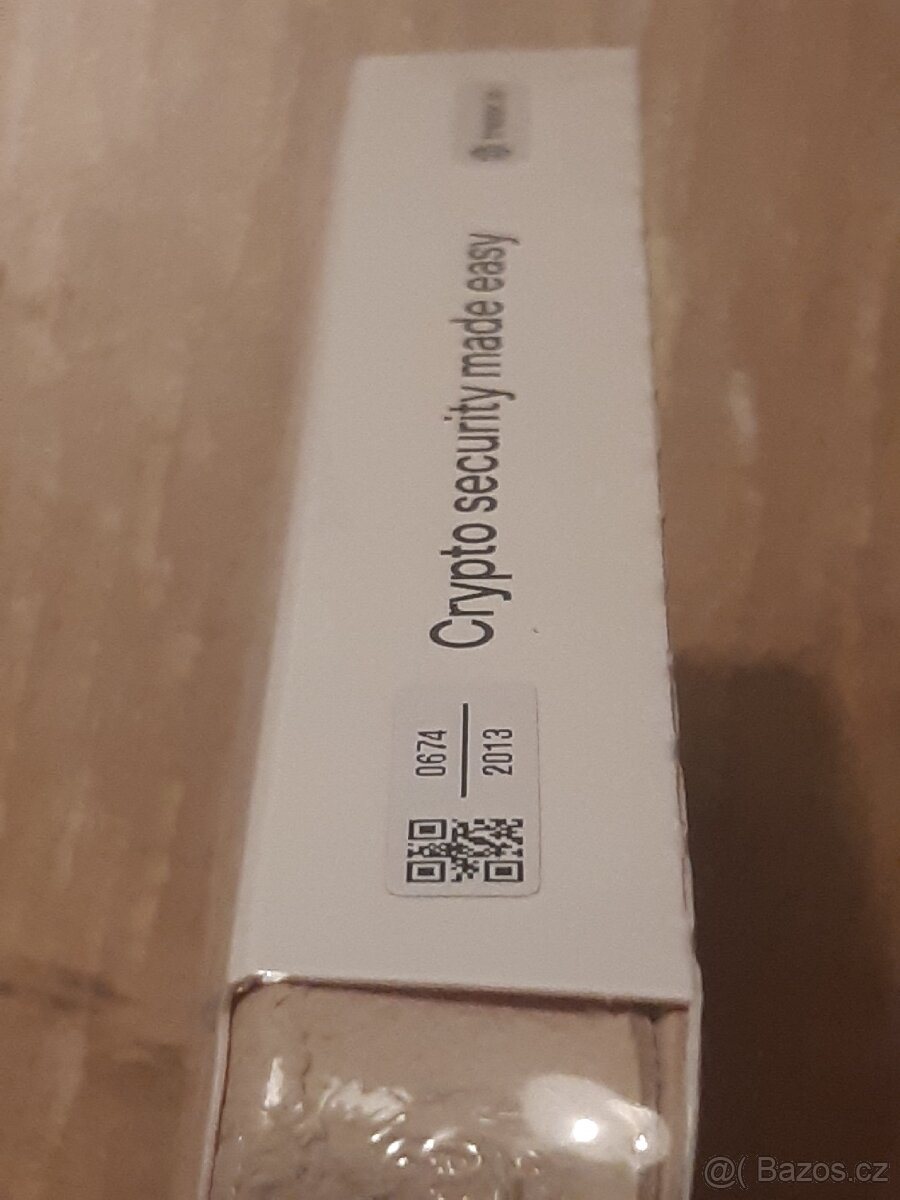 Crypto security made easy
0674
2013
@( Bazos.cz